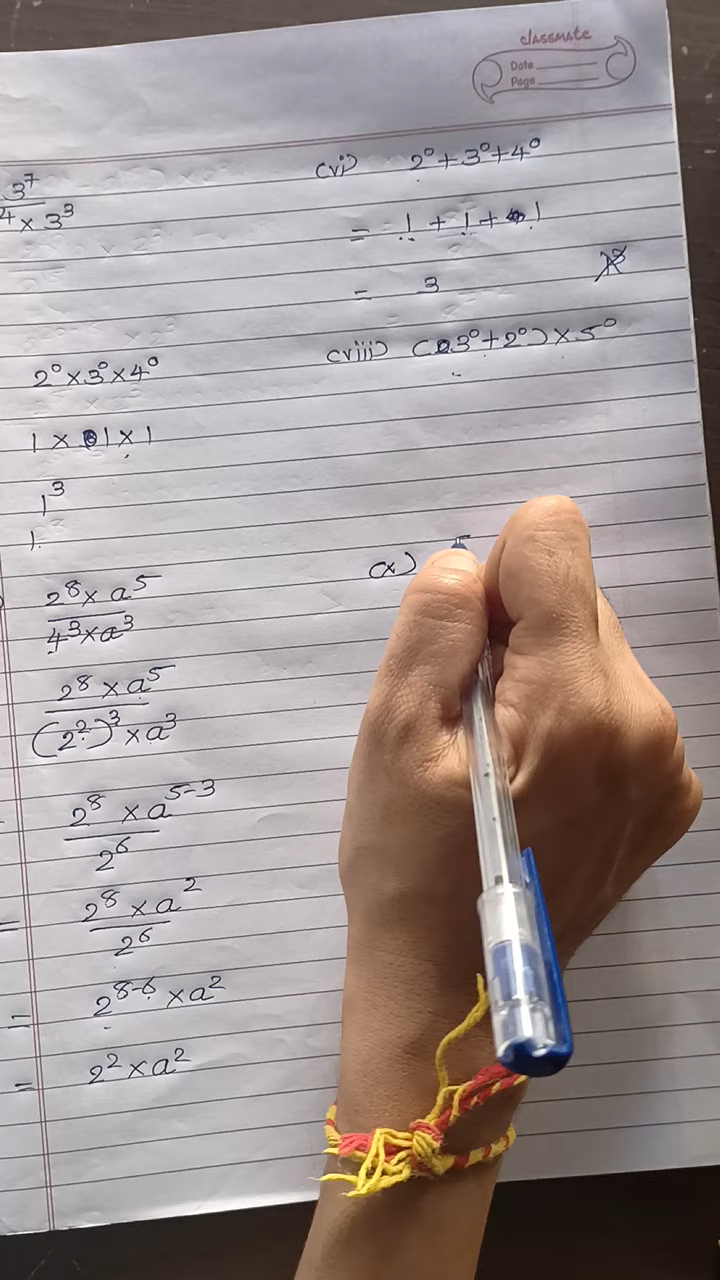 classmate
Date
Page
3⁷
4 × 3³
2⁰ × 3⁰ × 4⁰
1 × 1 × 1
1³
1.
2⁸ × a⁵
4³ × a³
2⁸ × a⁵
(2²)³ × a³
2⁸ × a⁵⁻³
2⁶
= 2⁸ × a²
2⁶
= 2⁸⁻⁶ × a²
= 2² × a²
(vi) 2⁰ + 3⁰ + 4⁰
= 1 + 1 + 1
= 3
(viii) (3⁰ + 2⁰) × 5⁰
(x)